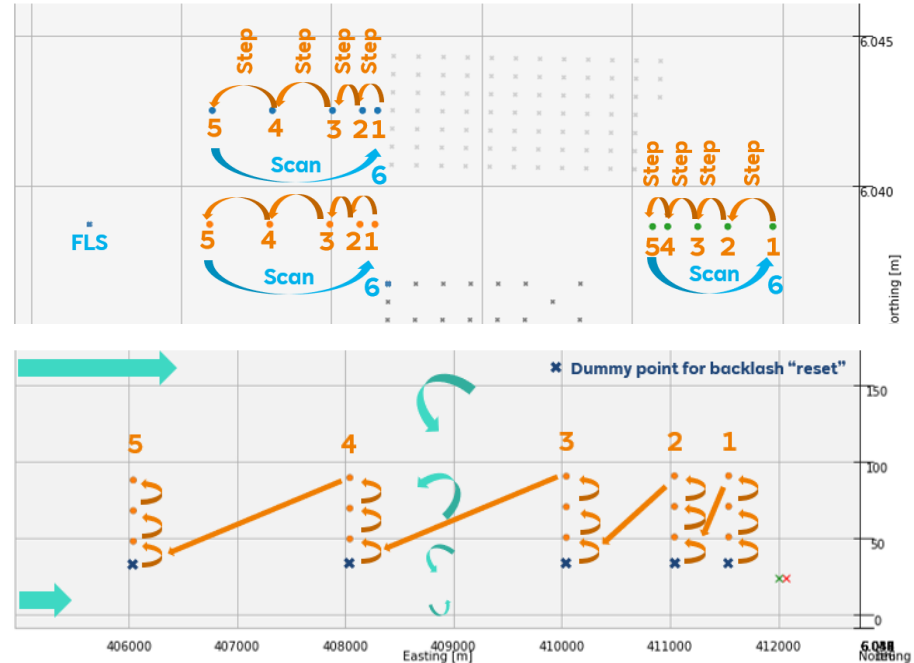 Step Step Step Step
6.045
5 4 3 2 1
Scan
6
Step Step Step Step
6.040
FLS
5 4 3 2 1
Scan
6
5 4 3 2 1
Scan
6
orthing [m]
Dummy point for backlash “reset”
150
5 4 3 2 1
100
50
0
406000 407000 408000 409000 410000 411000 412000
Easting [m]